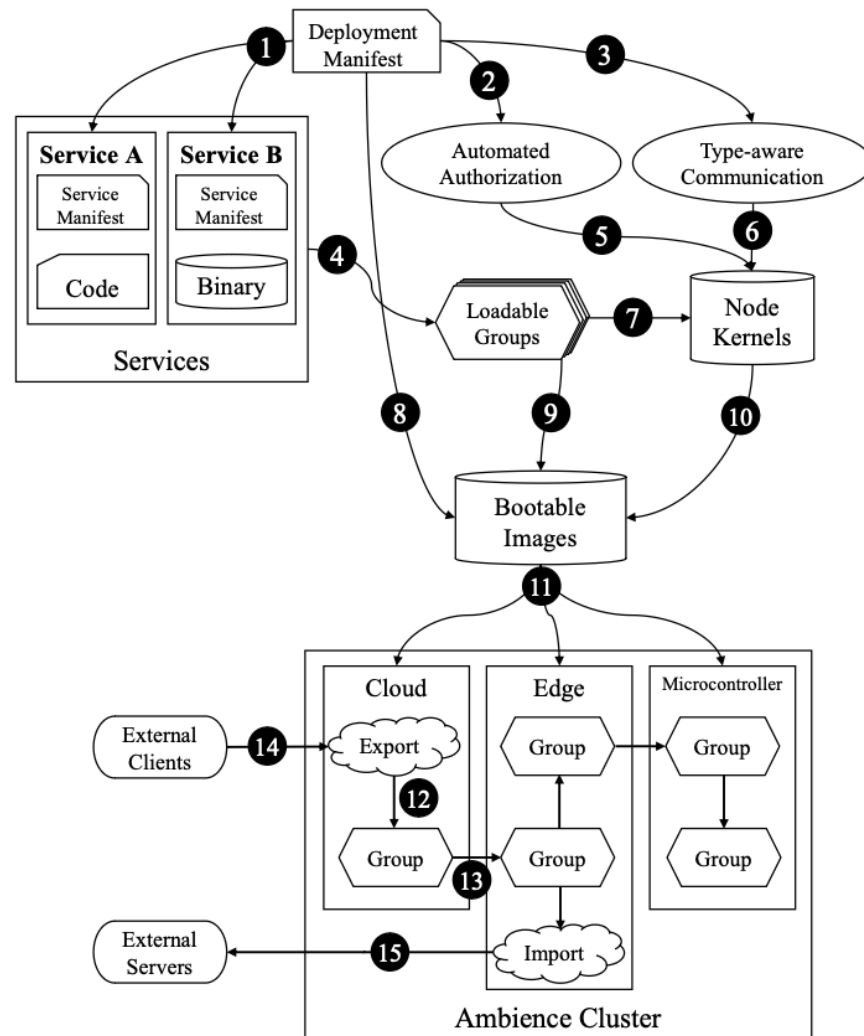 Deployment
Manifest
1
2
3
Service A
Service
Manifest
Code
Service B
Service
Manifest
Binary
Services
Automated
Authorization
Type-aware
Communication
4
5
6
Loadable
Groups
7
Node
Kernels
8
9
10
Bootable
Images
11
Cloud
Edge
Microcontroller
External
Clients
14
Export
Group
Group
12
Group
13
Group
Group
External
Servers
15
Import
Ambience Cluster